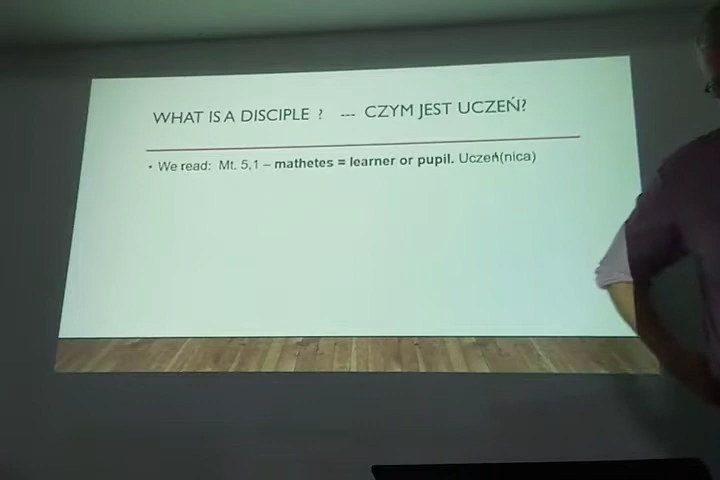 WHAT IS A DISCIPLE ? --- CZYM JEST UCZEŃ?
• We read: Mt. 5,1 – mathetes = learner or pupil. Uczeń(nica)